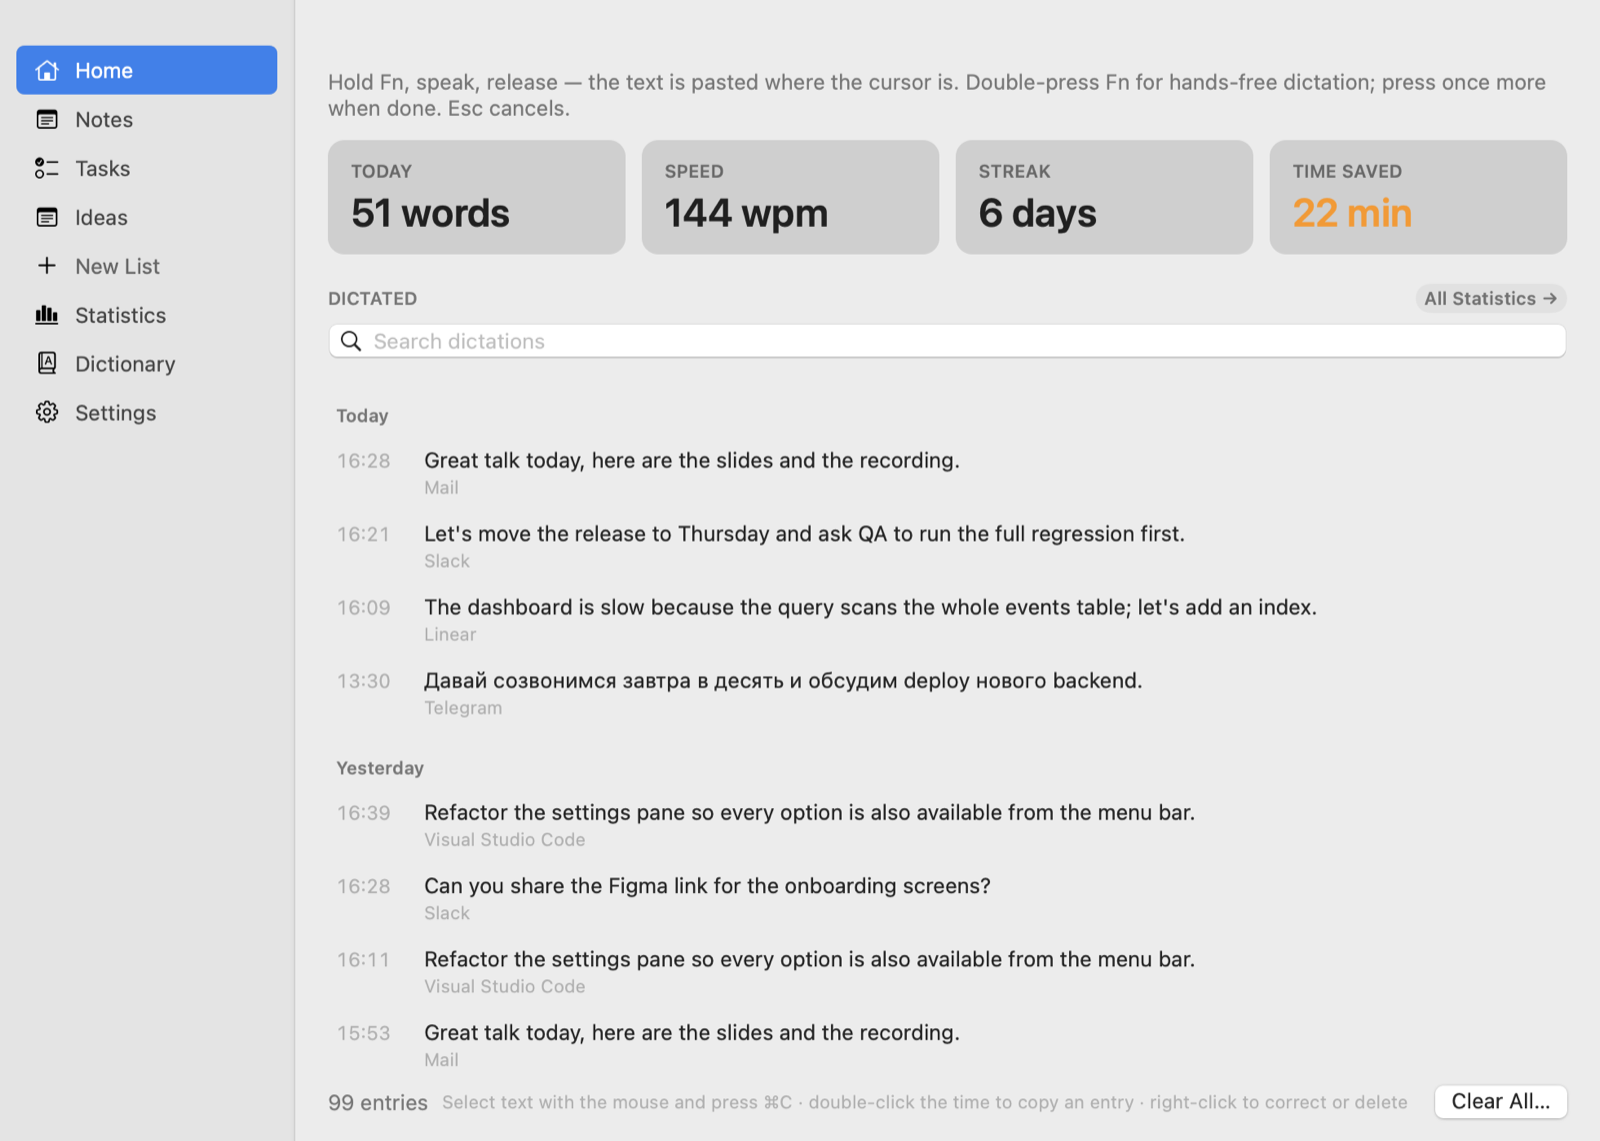 Home
Notes
Tasks
Ideas
New List
Statistics
Dictionary
Settings
Hold Fn, speak, release — the text is pasted where the cursor is. Double-press Fn for hands-free dictation; press once more
when done. Esc cancels.
TODAY
51 words
SPEED
144 wpm
STREAK
6 days
TIME SAVED
22 min
DICTATED
All Statistics →
Search dictations
Today
16:28 Great talk today, here are the slides and the recording.
Mail
16:21 Let's move the release to Thursday and ask QA to run the full regression first.
Slack
16:09 The dashboard is slow because the query scans the whole events table; let's add an index.
Linear
13:30 Давай созвонимся завтра в десять и обсудим deploy нового backend.
Telegram
Yesterday
16:39 Refactor the settings pane so every option is also available from the menu bar.
Visual Studio Code
16:28 Can you share the Figma link for the onboarding screens?
Slack
16:11 Refactor the settings pane so every option is also available from the menu bar.
Visual Studio Code
15:53 Great talk today, here are the slides and the recording.
Mail
99 entries Select text with the mouse and press ⌘C · double-click the time to copy an entry · right-click to correct or delete
Clear All...